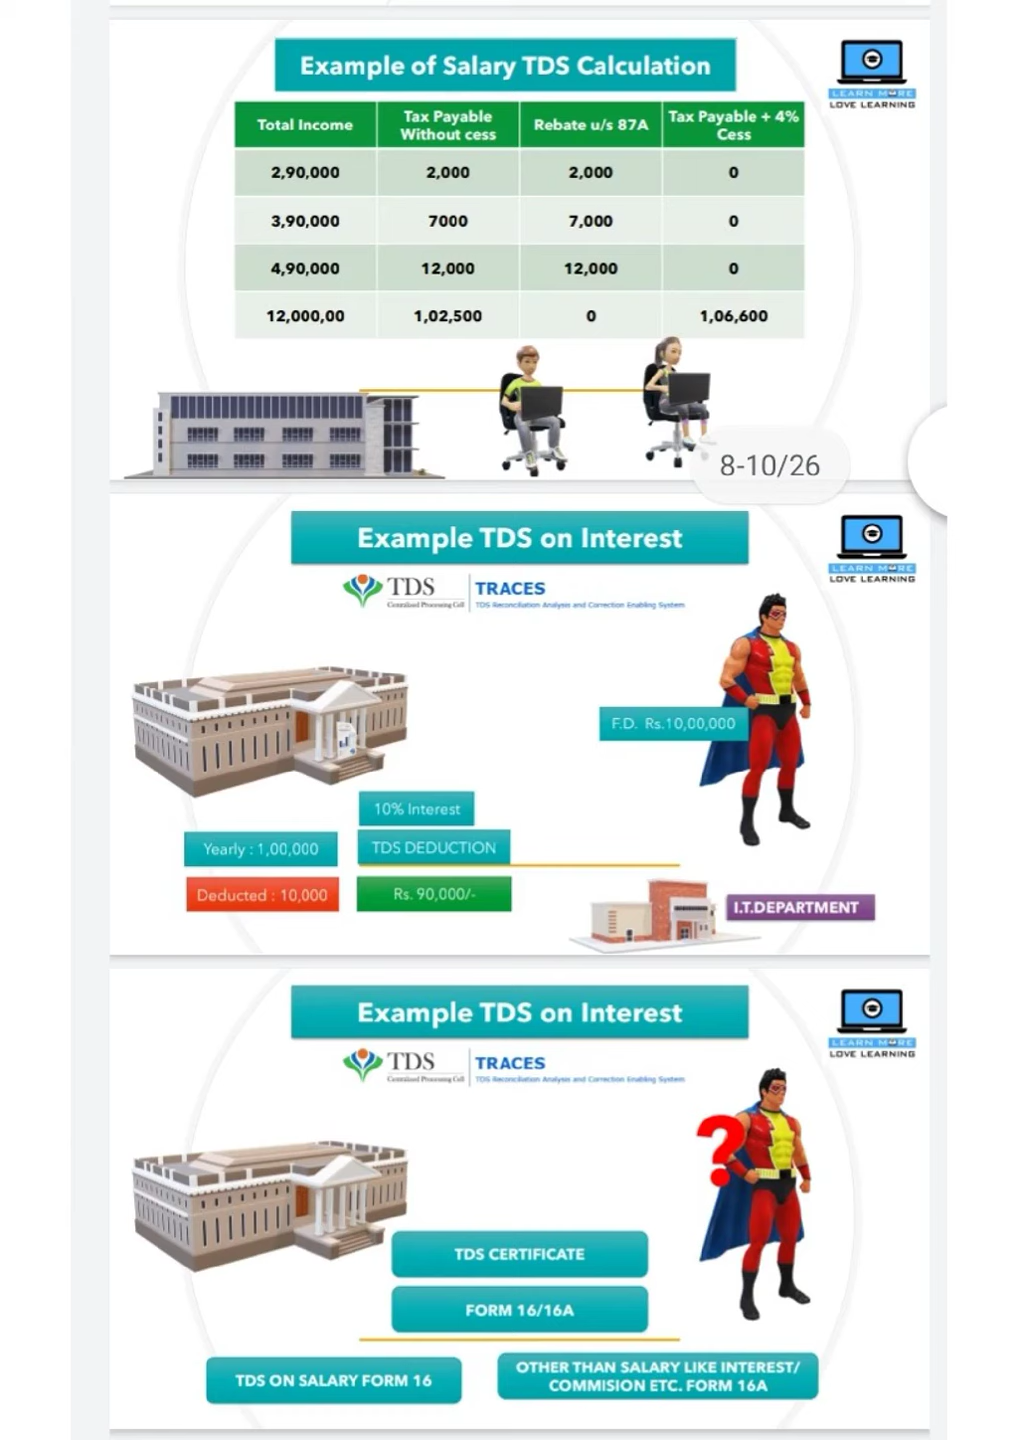 Example of Salary TDS Calculation
LEARN MORE
LOVE LEARNING
Total Income
Tax Payable
Without cess
Rebate u/s 87A
Tax Payable + 4%
Cess
2,90,000 2,000 2,000 0
3,90,000 7000 7,000 0
4,90,000 12,000 12,000 0
12,000,00 1,02,500 0 1,06,600
8-10/26
Example TDS on Interest
LEARN MORE
LOVE LEARNING
TDS
Centralized Processing Cell
TRACES
TDS Reconciliation Analysis and Correction Enabling System
F.D. Rs.10,00,000
10% Interest
Yearly : 1,00,000
TDS DEDUCTION
Deducted : 10,000
Rs. 90,000/-
I.T.DEPARTMENT
Example TDS on Interest
LEARN MORE
LOVE LEARNING
TDS
Centralized Processing Cell
TRACES
TDS Reconciliation Analysis and Correction Enabling System
?
TDS CERTIFICATE
FORM 16/16A
TDS ON SALARY FORM 16
OTHER THAN SALARY LIKE INTEREST/
COMMISION ETC. FORM 16A